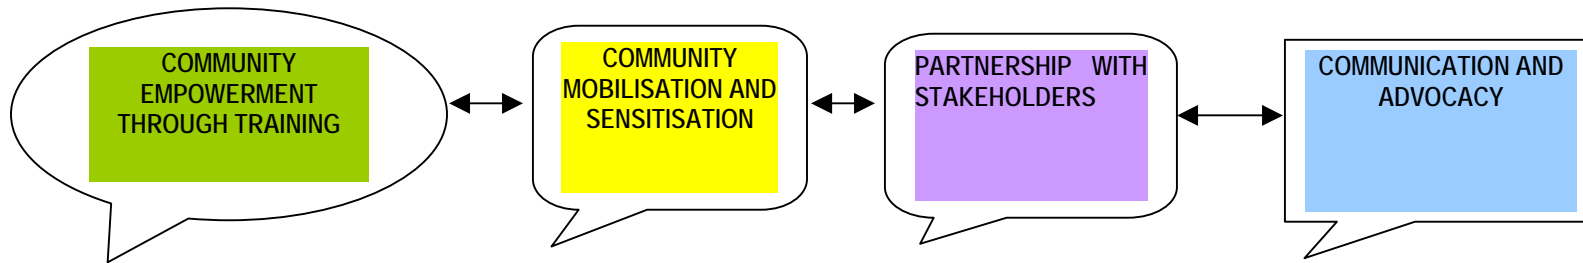 COMMUNITY
EMPOWERMENT
THROUGH TRAINING
COMMUNITY
MOBILISATION AND
SENSITISATION
PARTNERSHIP WITH
STAKEHOLDERS
COMMUNICATION AND
ADVOCACY